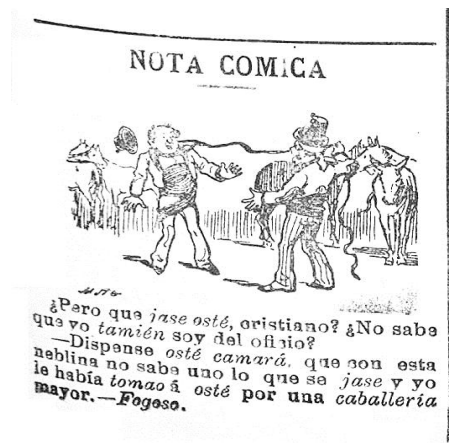 NOTA COMICA
¿Pero que jase osté, cristiano? ¿No sabe
que yo tamién soy del ofisio?
—Dispense osté camará, que con esta
neblina no sabe uno lo que se jase y yo
le había tomao á osté por una caballería
mayor.—Fogoso.